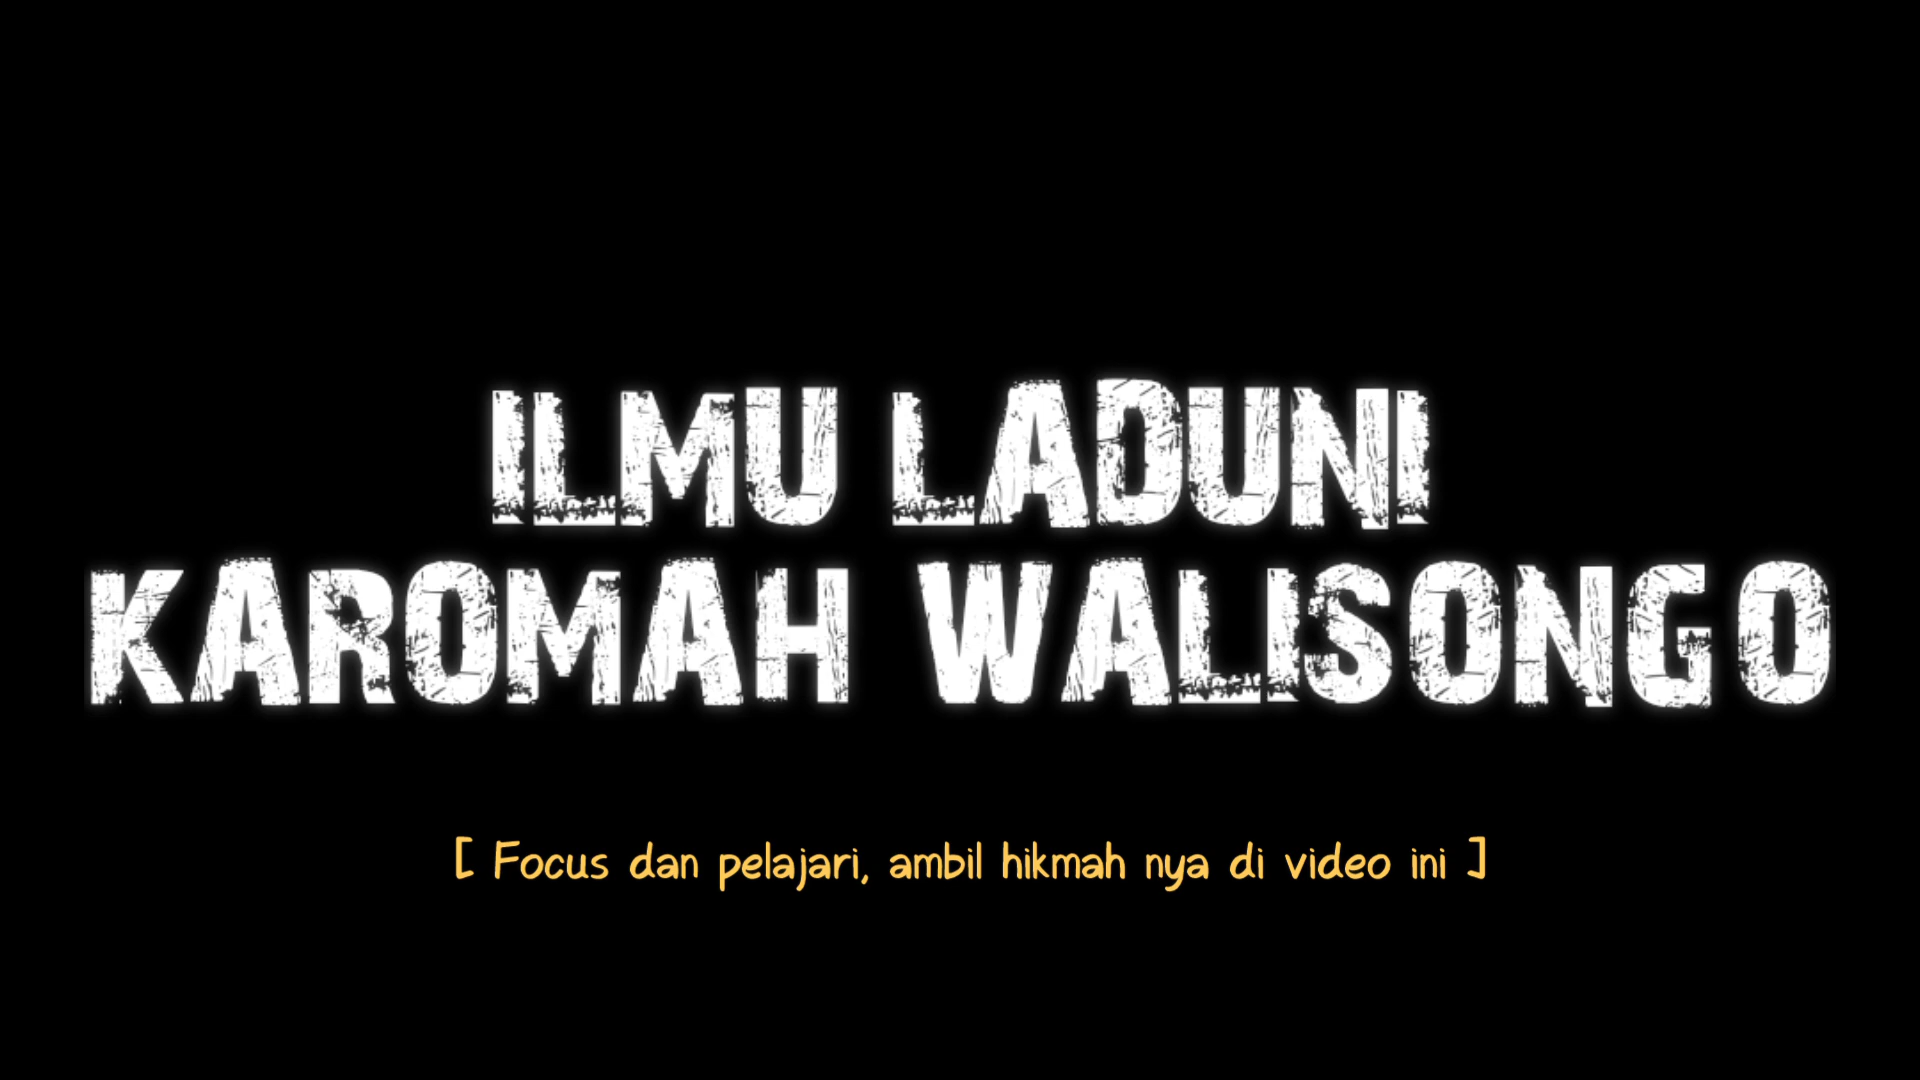 ILMU LADUNI
KAROMAH WALISONGO
[ Focus dan pelajari, ambil hikmah nya di video ini ]